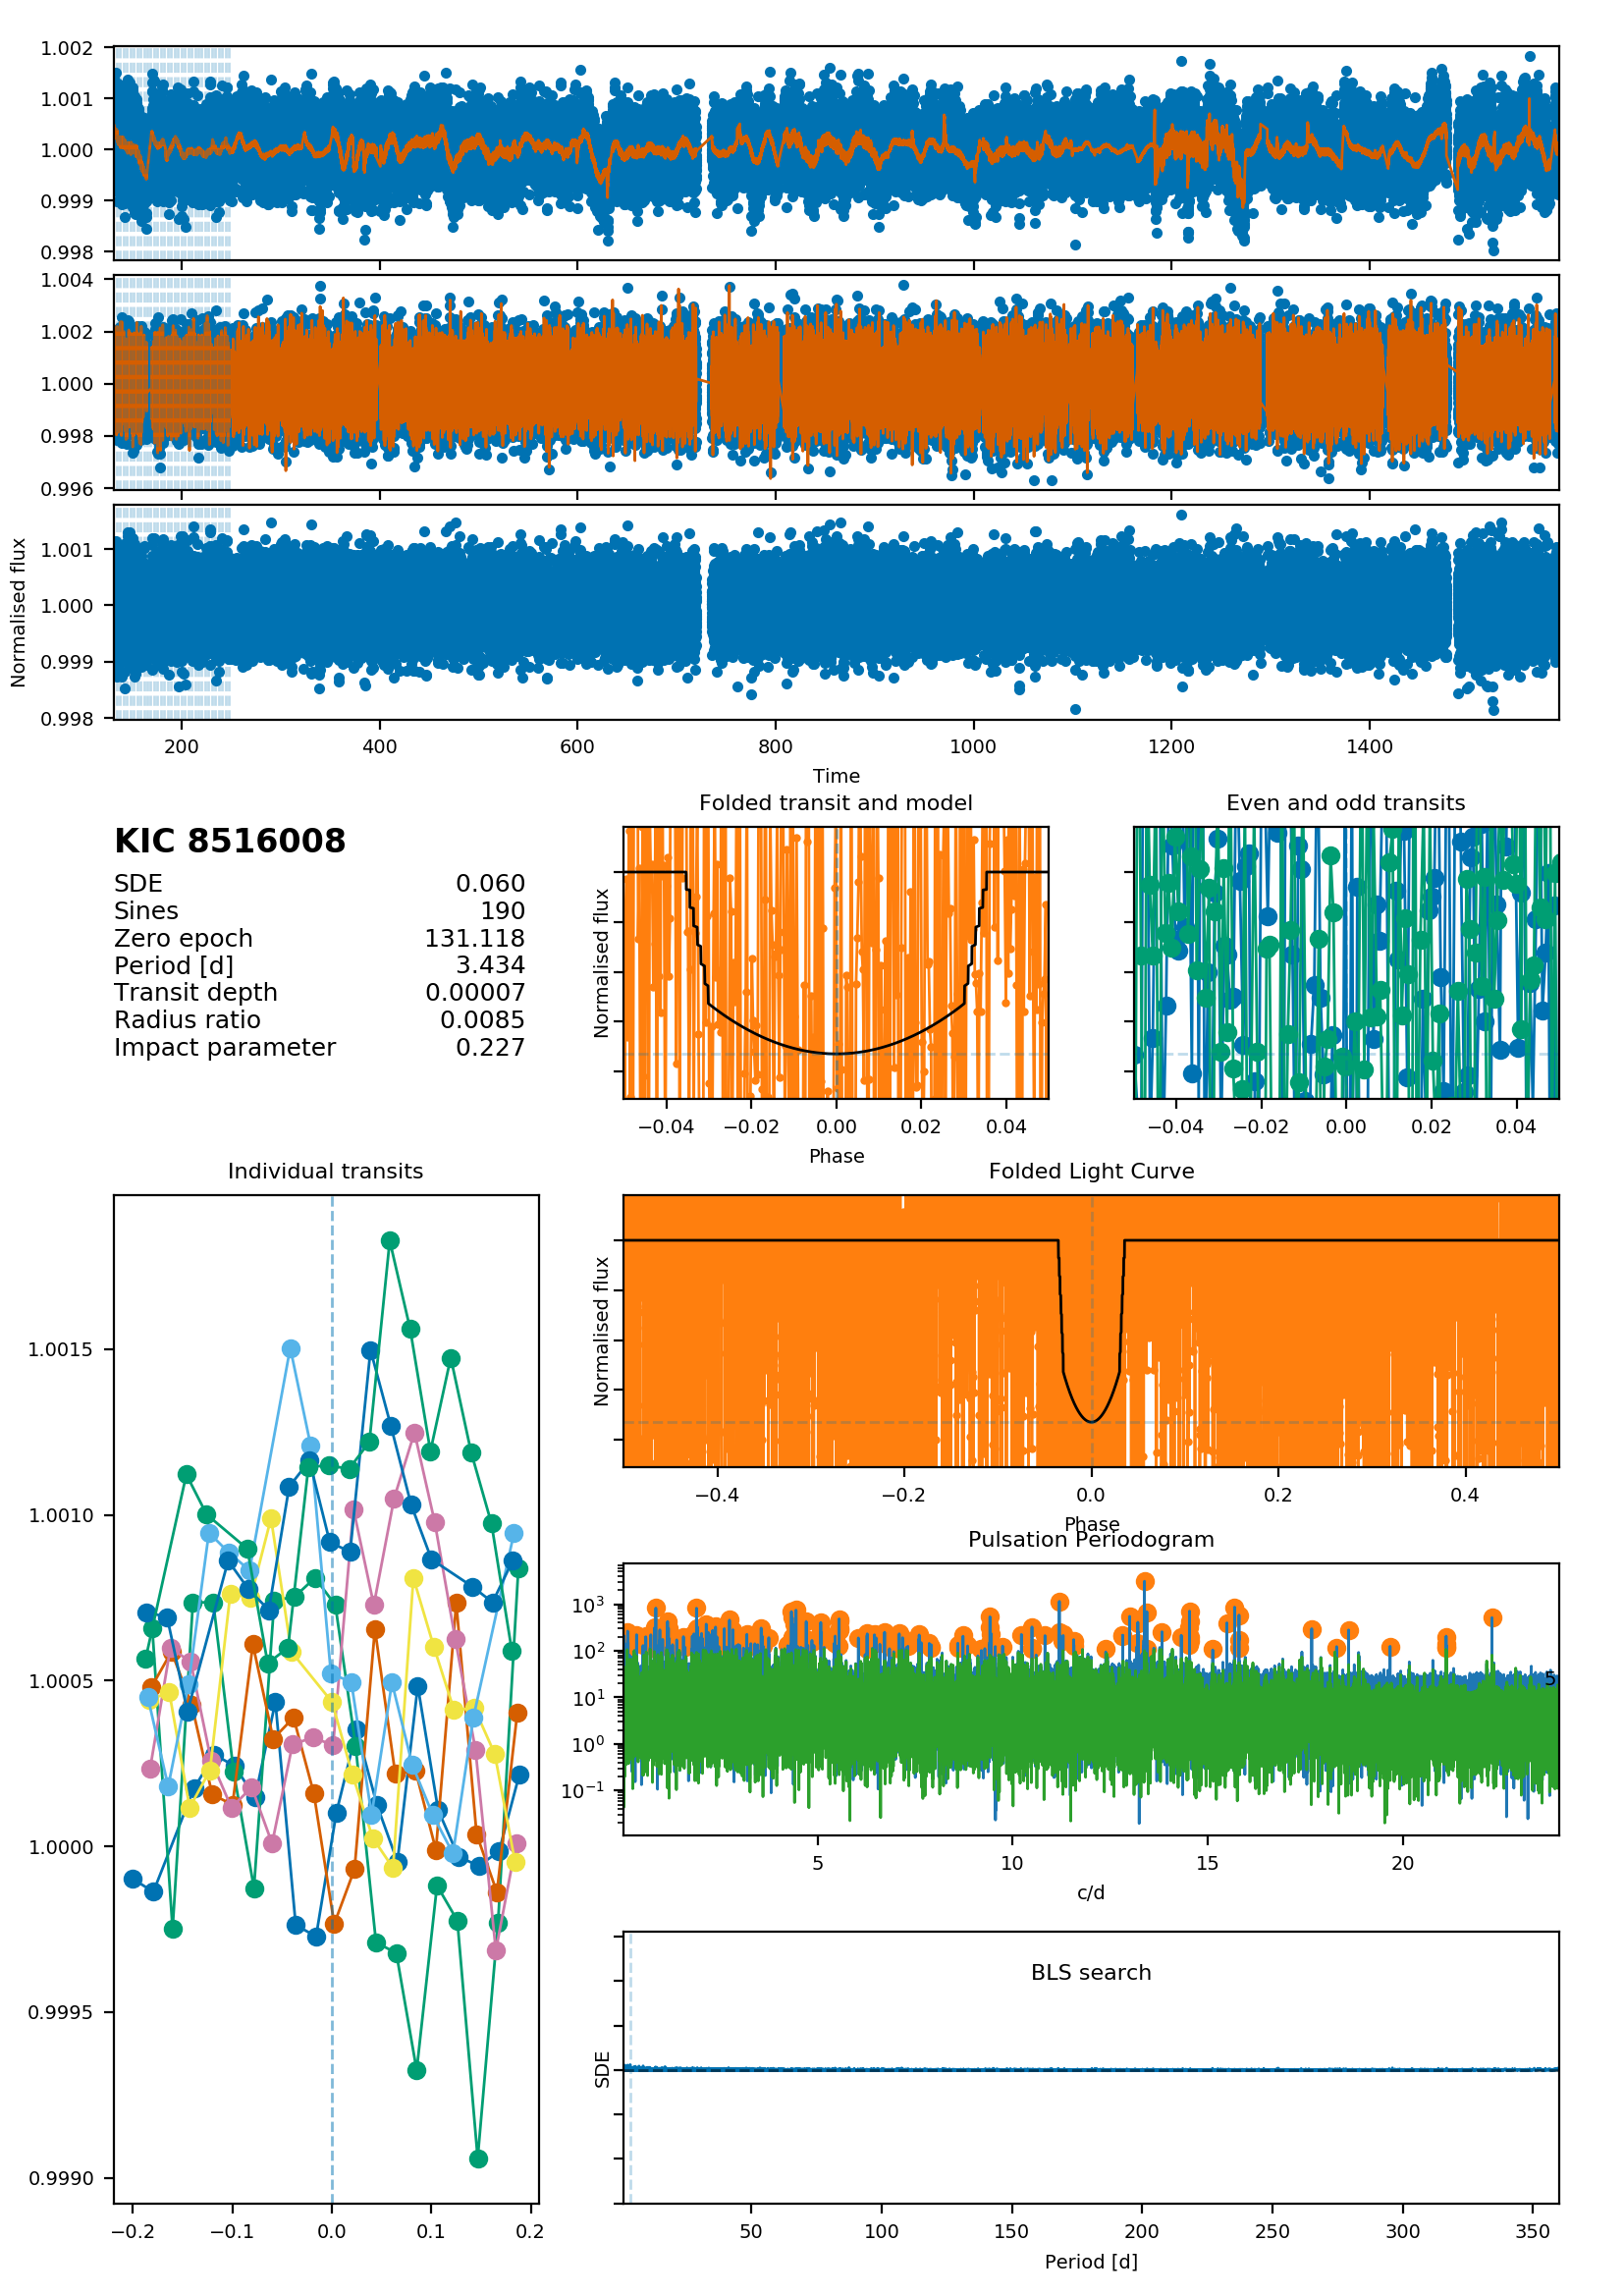 1.002
1.001
1.000
0.999
0.998
1.004
1.002
1.000
0.998
0.996
1.001
1.000
0.999
0.998
Normalised flux
200 400 600 800 1000 1200 1400
Time
KIC 8516008
SDE 0.060
Sines 190
Zero epoch 131.118
Period [d] 3.434
Transit depth 0.00007
Radius ratio 0.0085
Impact parameter 0.227
Folded transit and model
Normalised flux
−0.04 −0.02 0.00 0.02 0.04
Phase
Even and odd transits
−0.04 −0.02 0.00 0.02 0.04
Individual transits
1.0015
1.0010
1.0005
1.0000
0.9995
0.9990
−0.2 −0.1 0.0 0.1 0.2
Folded Light Curve
Normalised flux
−0.4 −0.2 0.0 0.2 0.4
Phase
Pulsation Periodogram
10³
10²
10¹
10⁰
10⁻¹
5
5 10 15 20
c/d
BLS search
SDE
50 100 150 200 250 300 350
Period [d]